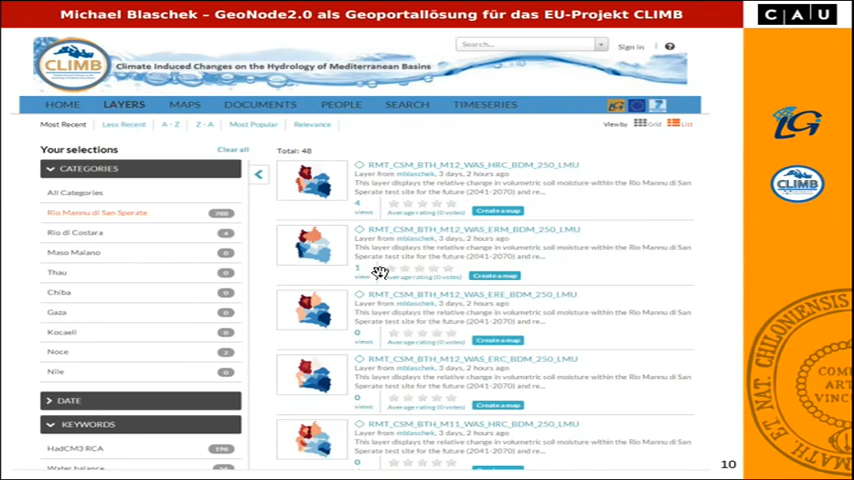 Michael Blaschek – GeoNode2.0 als Geoportallösung für das EU-Projekt CLIMB
C A U
CLIMB
Climate Induced Changes on the Hydrology of Mediterranean Basins
Search...
Sign in
HOME LAYERS MAPS DOCUMENTS PEOPLE SEARCH TIMESERIES
Most Recent Less Recent A - Z Z - A Most Popular Relevance
View by Grid List
Your selections Clear all
CATEGORIES
All Categories
Rio Mannu di San Sperate 788
Rio di Costara 4
Maso Maiano 0
Thau 0
Chiba 0
Gaza 0
Kocaeli 0
Noce 2
Nile 0
DATE
KEYWORDS
HadCM3 RCA 196
Water balance
Total: 48
RMT_CSM_BTH_M12_WAS_HRC_BDM_250_LMU
Layer from mblaschek, 3 days, 2 hours ago
This layer displays the relative change in volumetric soil moisture within the Rio Mannu di San
Sperate test site for the future (2041-2070) and re...
4
views Average rating (0 votes) Create a map
RMT_CSM_BTH_M12_WAS_ERM_BDM_250_LMU
Layer from mblaschek, 3 days, 2 hours ago
This layer displays the relative change in volumetric soil moisture within the Rio Mannu di San
Sperate test site for the future (2041-2070) and re...
1
view Average rating (0 votes) Create a map
RMT_CSM_BTH_M12_WAS_ERE_BDM_250_LMU
Layer from mblaschek, 3 days, 2 hours ago
This layer displays the relative change in volumetric soil moisture within the Rio Mannu di San
Sperate test site for the future (2041-2070) and re...
0
views Average rating (0 votes) Create a map
RMT_CSM_BTH_M12_WAS_ERC_BDM_250_LMU
Layer from mblaschek, 3 days, 2 hours ago
This layer displays the relative change in volumetric soil moisture within the Rio Mannu di San
Sperate test site for the future (2041-2070) and re...
0
views Average rating (0 votes) Create a map
RMT_CSM_BTH_M11_WAS_HRC_BDM_250_LMU
Layer from mblaschek, 3 days, 2 hours ago
This layer displays the relative change in volumetric soil moisture within the Rio Mannu di San
Sperate test site for the future (2041-2070) and re...
0
LG
CLIMB
ET NAT. CHILONIENSIS
10